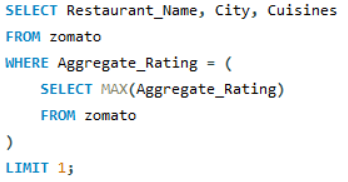 SELECT Restaurant_Name, City, Cuisines
FROM zomato
WHERE Aggregate_Rating = (
    SELECT MAX(Aggregate_Rating)
    FROM zomato
)
LIMIT 1;